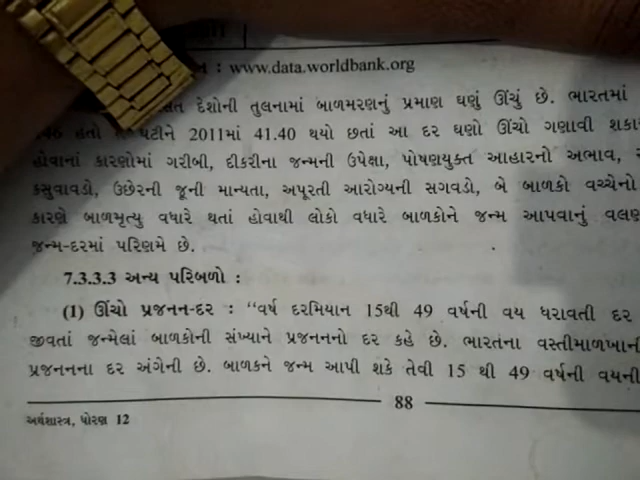 : www.data.worldbank.org
દેશોની તુલનામાં બાળમરણનું પ્રમાણ ઘણું ઊંચું છે. ભારતમાં
હતો ઘટીને 2011માં 41.40 થયો છતાં આ દર ઘણો ઊંચો ગણાવી
હોવાનાં કારણોમાં ગરીબી, દીકરીના જન્મની ઉપેક્ષા, પોષણયુક્ત આહારનો અભાવ,
કસુવાવડો, ઉછેરની જૂની માન્યતા, અપૂરતી આરોગ્યની સગવડો, બે બાળકો વચ્ચેનો
કારણે બાળમૃત્યુ વધારે થતાં હોવાથી લોકો વધારે બાળકોને જન્મ આપવાનું
જન્મ-દરમાં પરિણમે છે.
7.3.3.3 અન્ય પરિબળો :
(1) ઊંચો પ્રજનન-દર : “વર્ષ દરમિયાન 15થી 49 વર્ષની વય ધરાવતી દર
જીવતાં જન્મેલાં બાળકોની સંખ્યાને પ્રજનનનો દર કહે છે. ભારતના
પ્રજનનના દર અંગેની છે. બાળકને જન્મ આપી શકે તેવી 15 થી 49 વર્ષની વયની
88
અર્થશાસ્ત્ર, ધોરણ 12